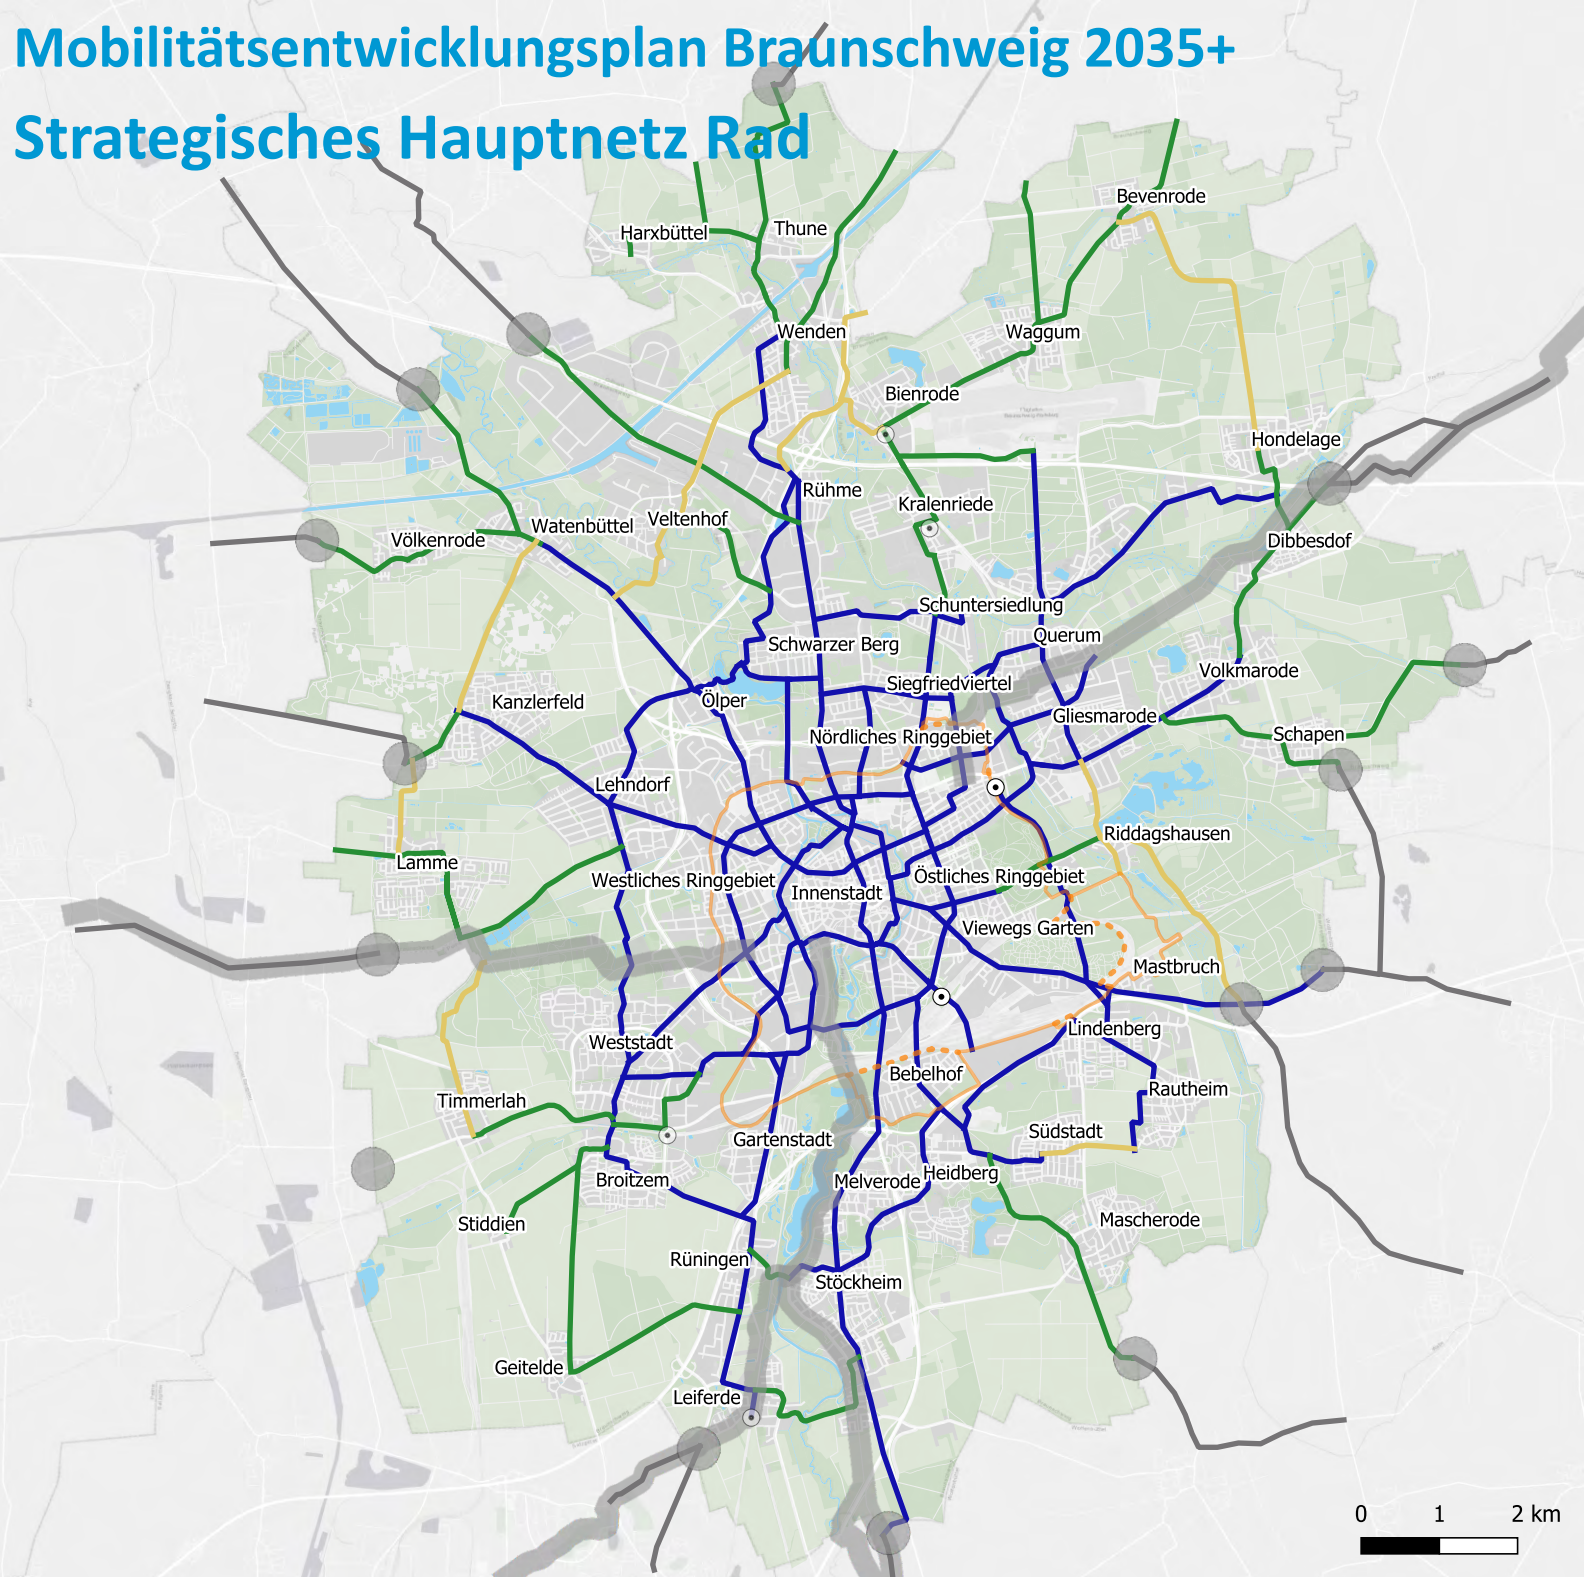 Mobilitätsentwicklungsplan Braunschweig 2035+
Strategisches Hauptnetz Rad
Bevenrode
Harxbüttel
Thune
Wenden
Waggum
Bienrode
Hondelage
Rühme
Kralenriede
Watenbüttel
Veltenhof
Völkenrode
Dibbesdof
Schuntersiedlung
Querum
Schwarzer Berg
Volkmarode
Siegfriedviertel
Kanzlerfeld
Ölper
Gliesmarode
Nördliches Ringgebiet
Schapen
Lehndorf
Riddagshausen
Lamme
Westliches Ringgebiet
Innenstadt
Östliches Ringgebiet
Viewegs Garten
Mastbruch
Weststadt
Lindenberg
Bebelhof
Rautheim
Timmerlah
Gartenstadt
Südstadt
Broitzem
Melverode
Heidberg
Stiddien
Mascherode
Rüningen
Stöckheim
Geitelde
Leiferde
0 1 2 km